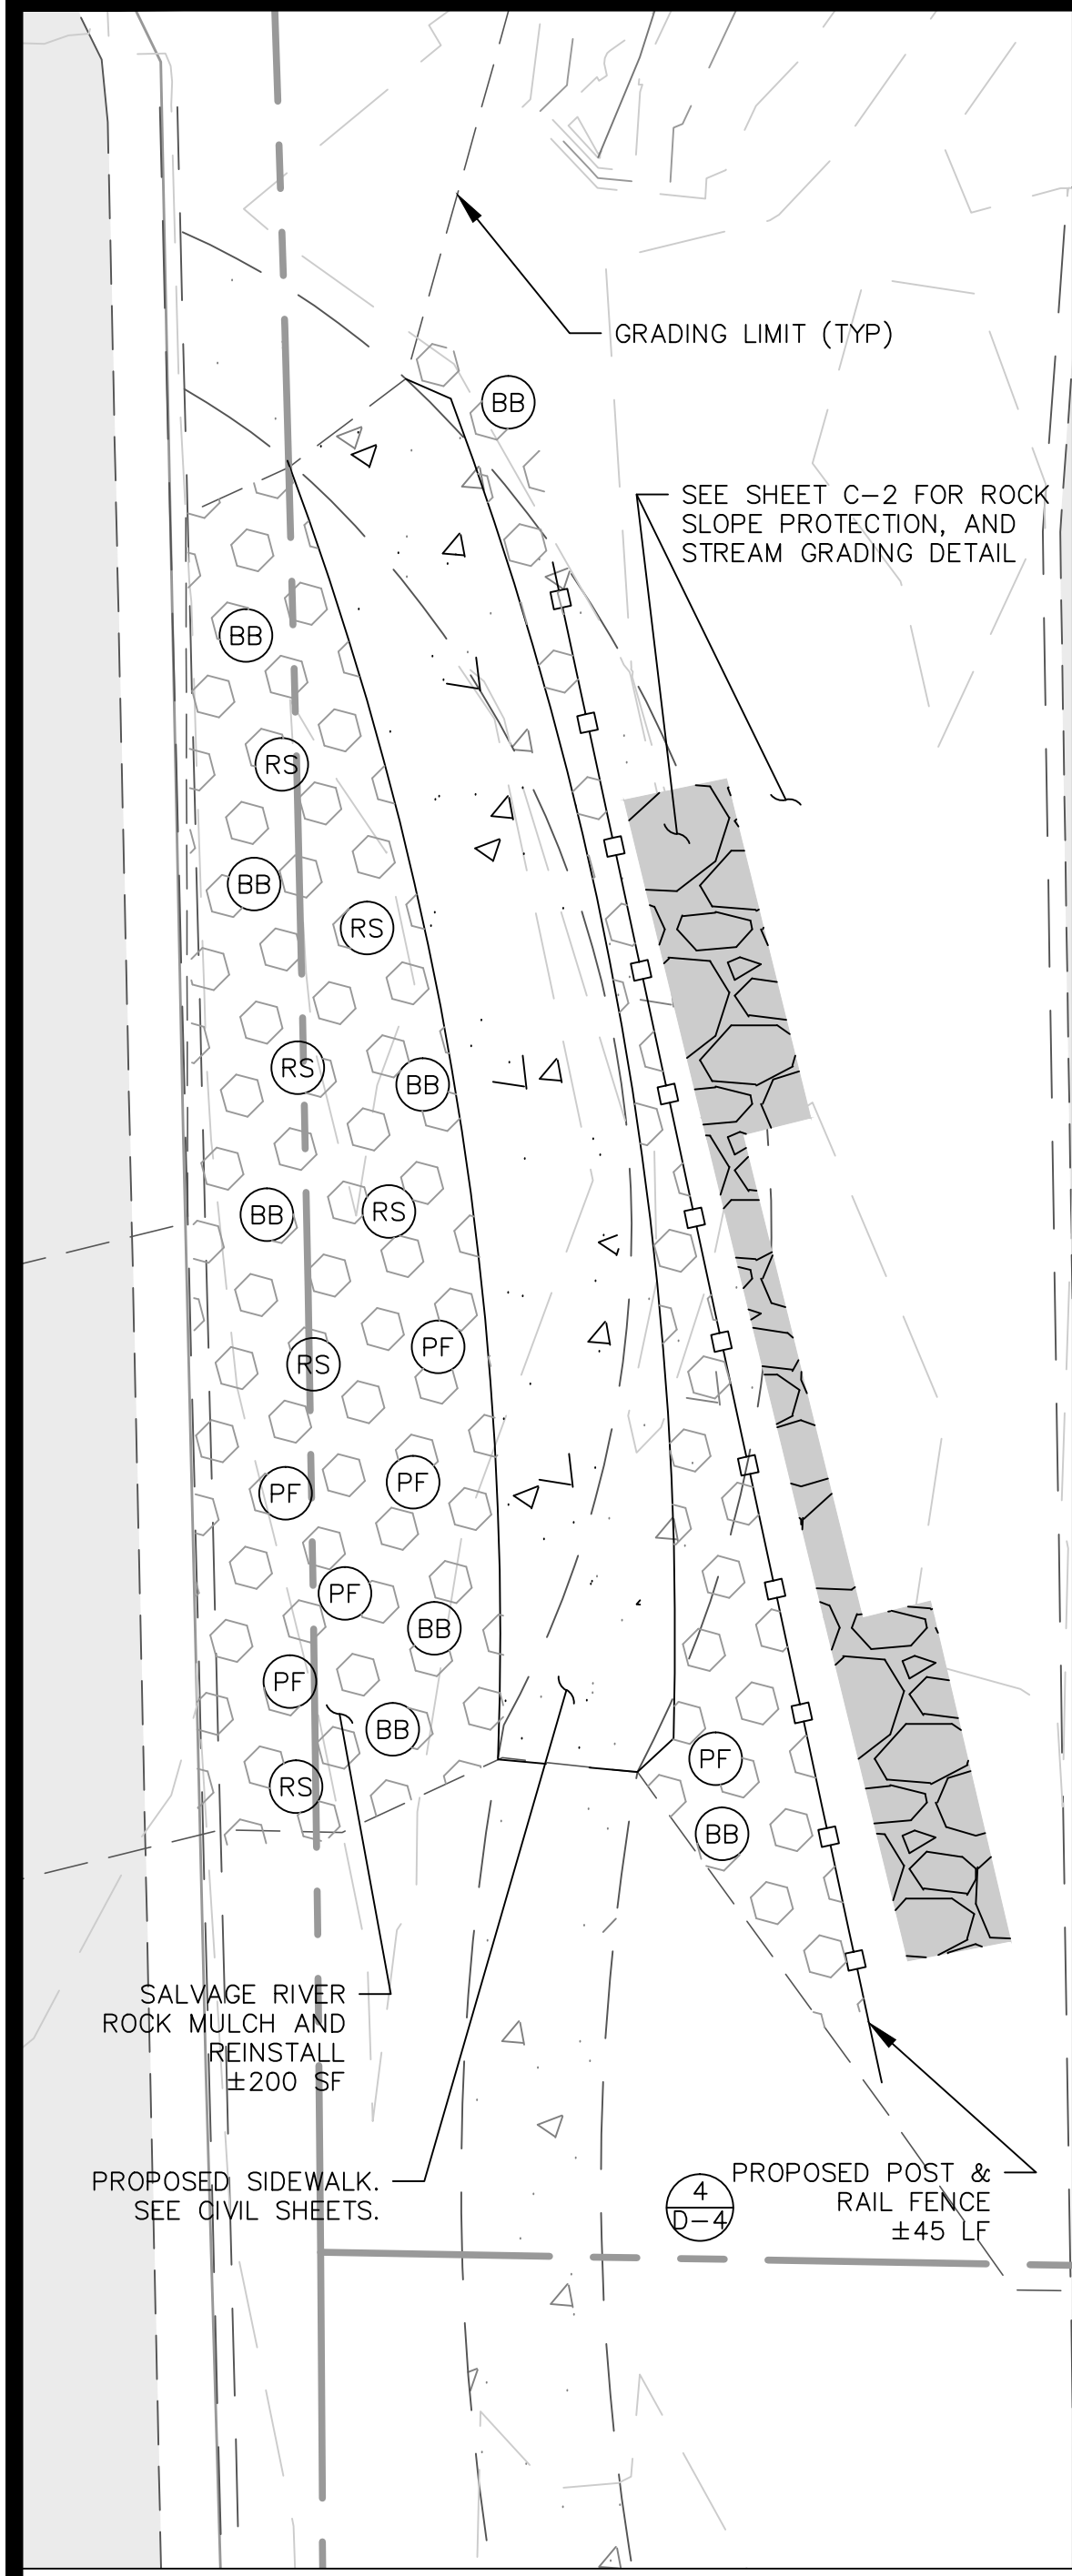 GRADING LIMIT (TYP)
BB
SEE SHEET C-2 FOR ROCK
SLOPE PROTECTION, AND
STREAM GRADING DETAIL
BB
RS
BB
RS
RS
BB
BB
RS
PF
RS
PF
PF
PF
BB
PF
BB
PF
RS
BB
SALVAGE RIVER
ROCK MULCH AND
REINSTALL
±200 SF
PROPOSED SIDEWALK.
SEE CIVIL SHEETS.
4
D-4
PROPOSED POST &
RAIL FENCE
±45 LF